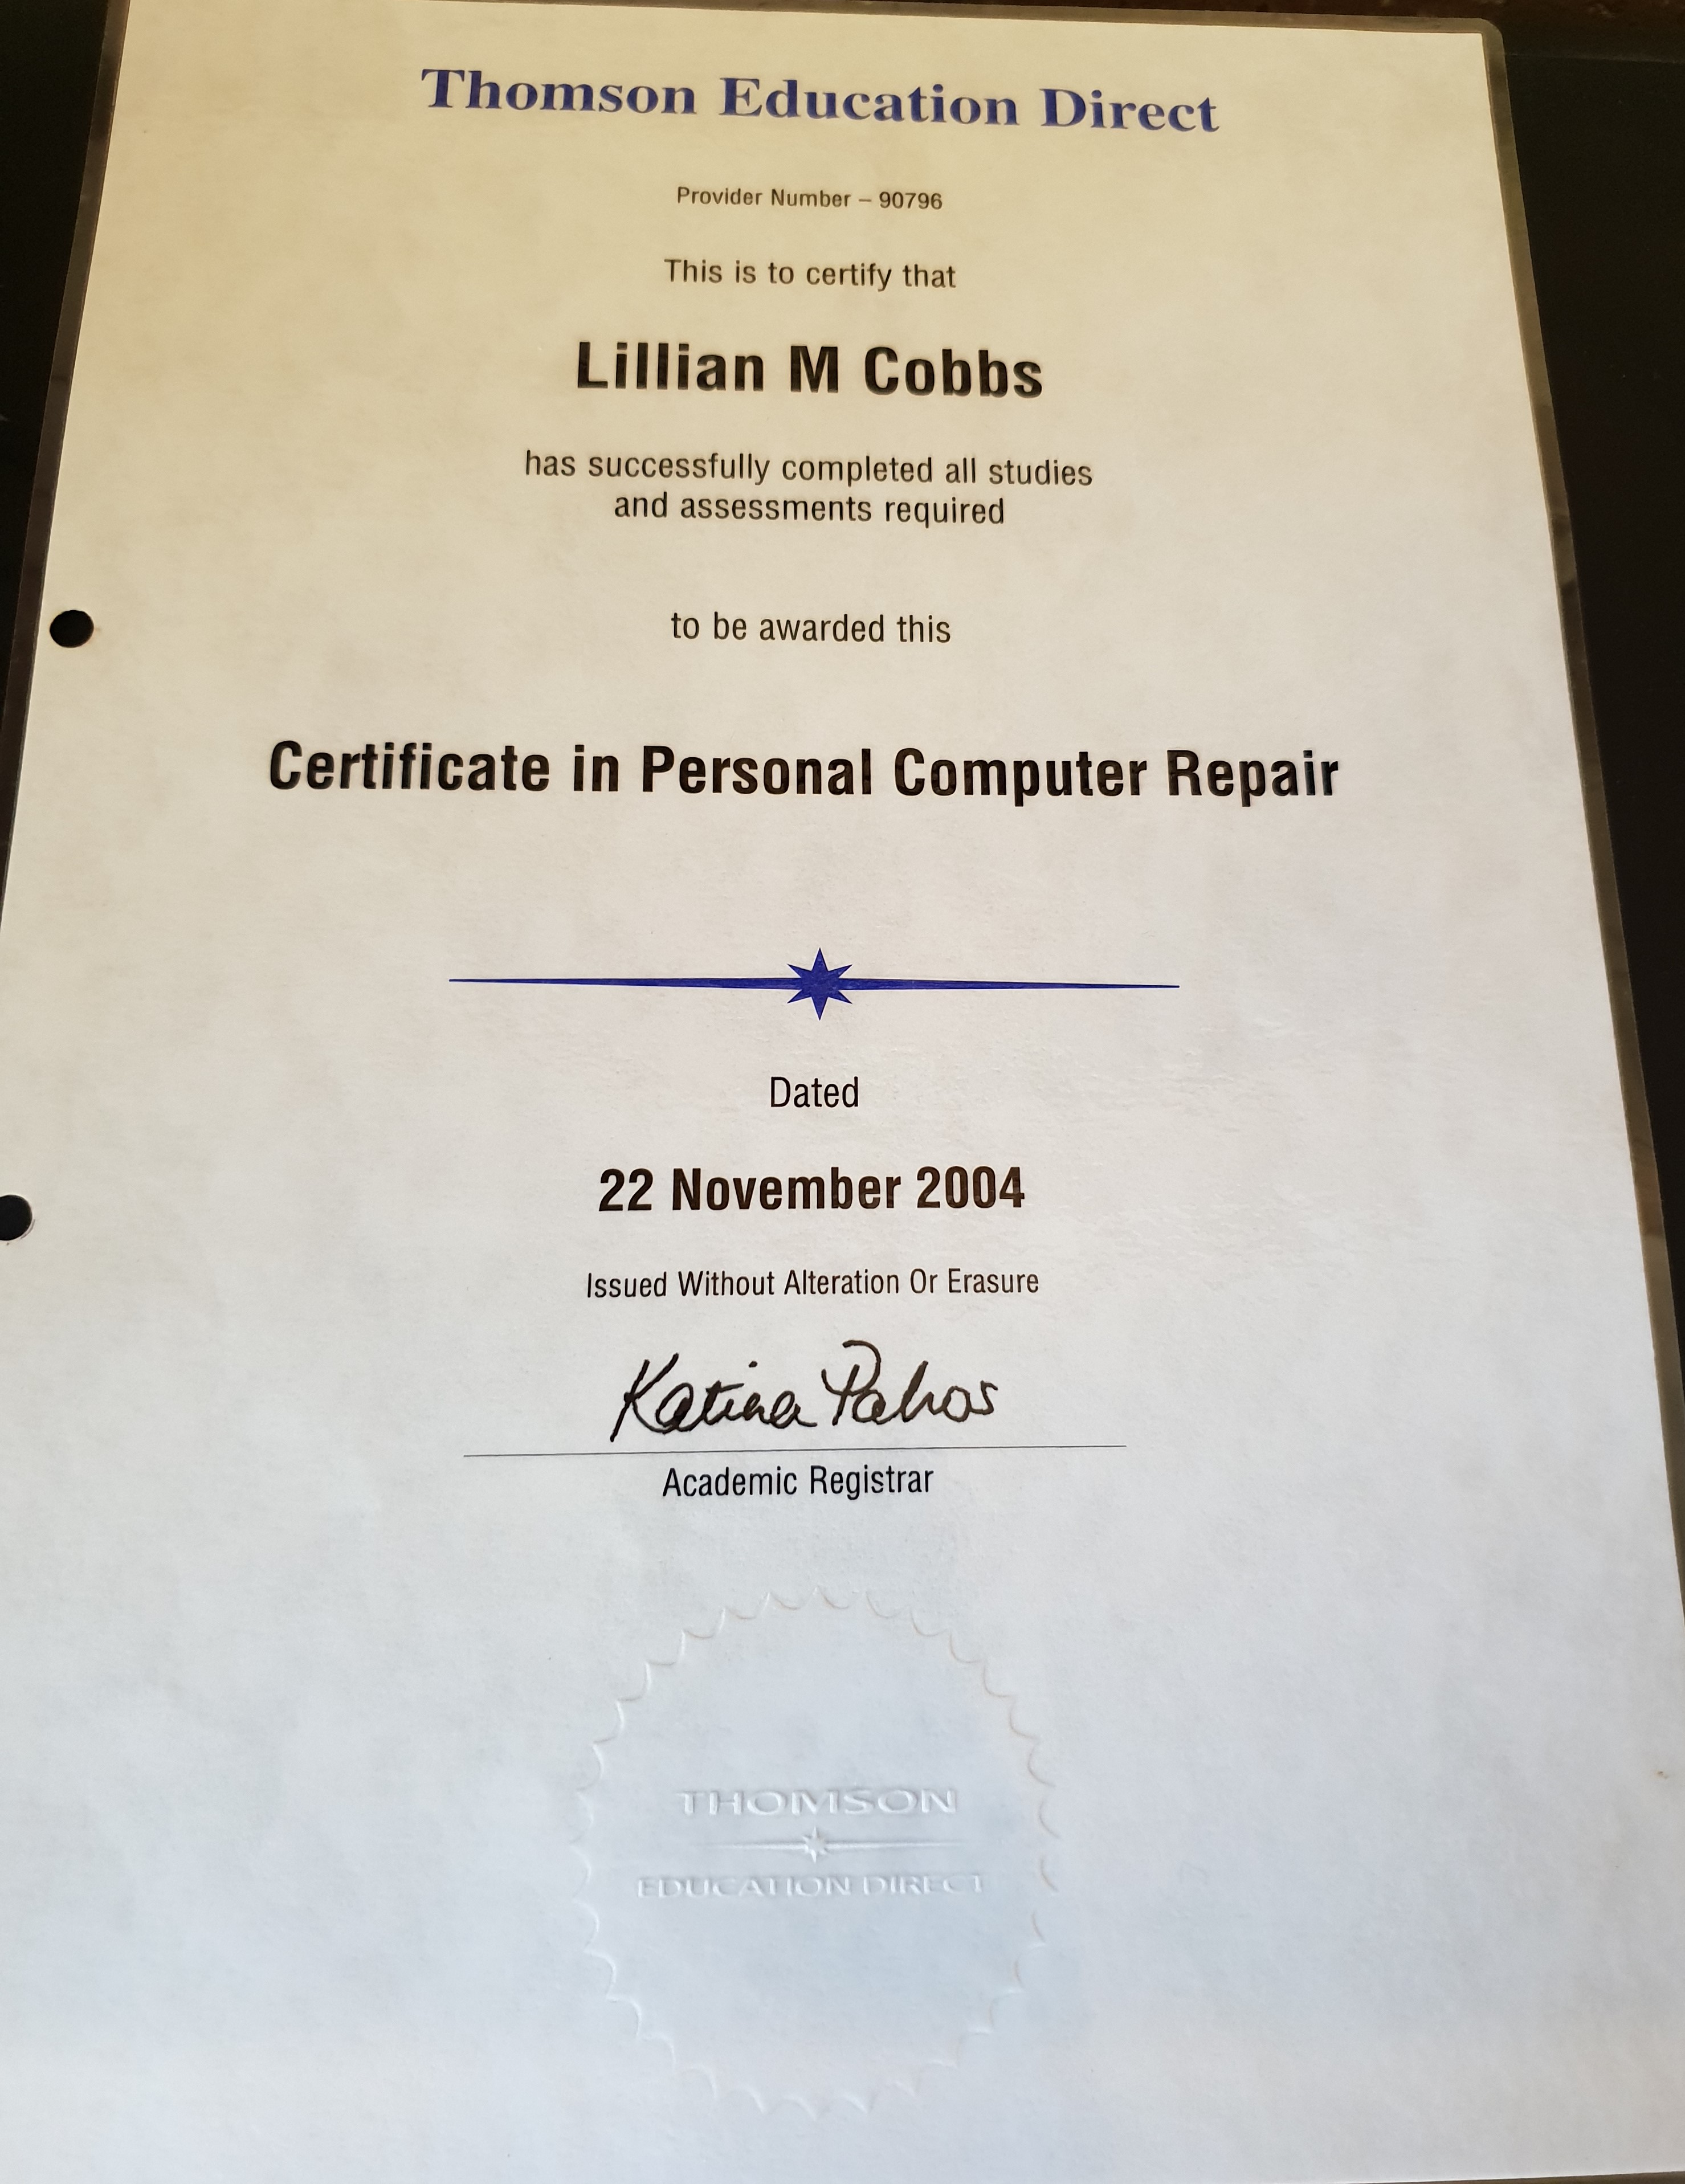 Thomson Education Direct
Provider Number – 90796
This is to certify that
Lillian M Cobbs
has successfully completed all studies
and assessments required
to be awarded this
Certificate in Personal Computer Repair
Dated
22 November 2004
Issued Without Alteration Or Erasure
Katina Pahos
Academic Registrar
THOMSON
EDUCATION DIRECT